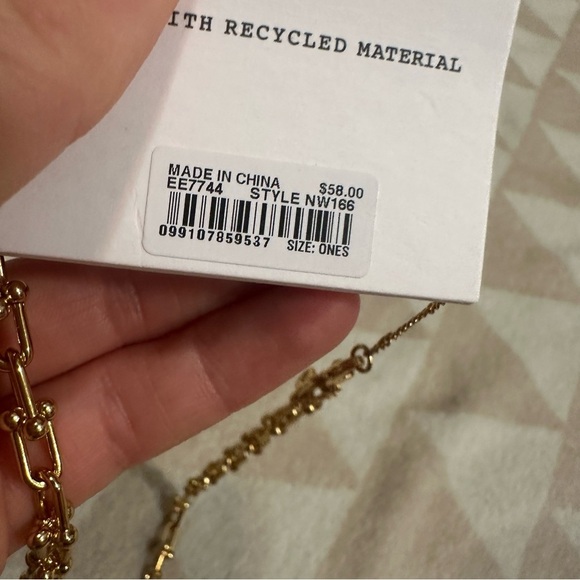 ITH RECYCLED MATERIAL
MADE IN CHINA $58.00
EE7744 STYLE NW166
099107859537 SIZE: ONES